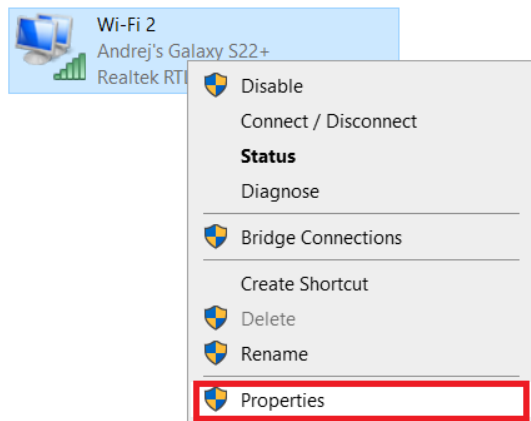 Wi-Fi 2
Andrej's Galaxy S22+
Realtek
Disable
Connect / Disconnect
Status
Diagnose
Bridge Connections
Create Shortcut
Delete
Rename
Properties